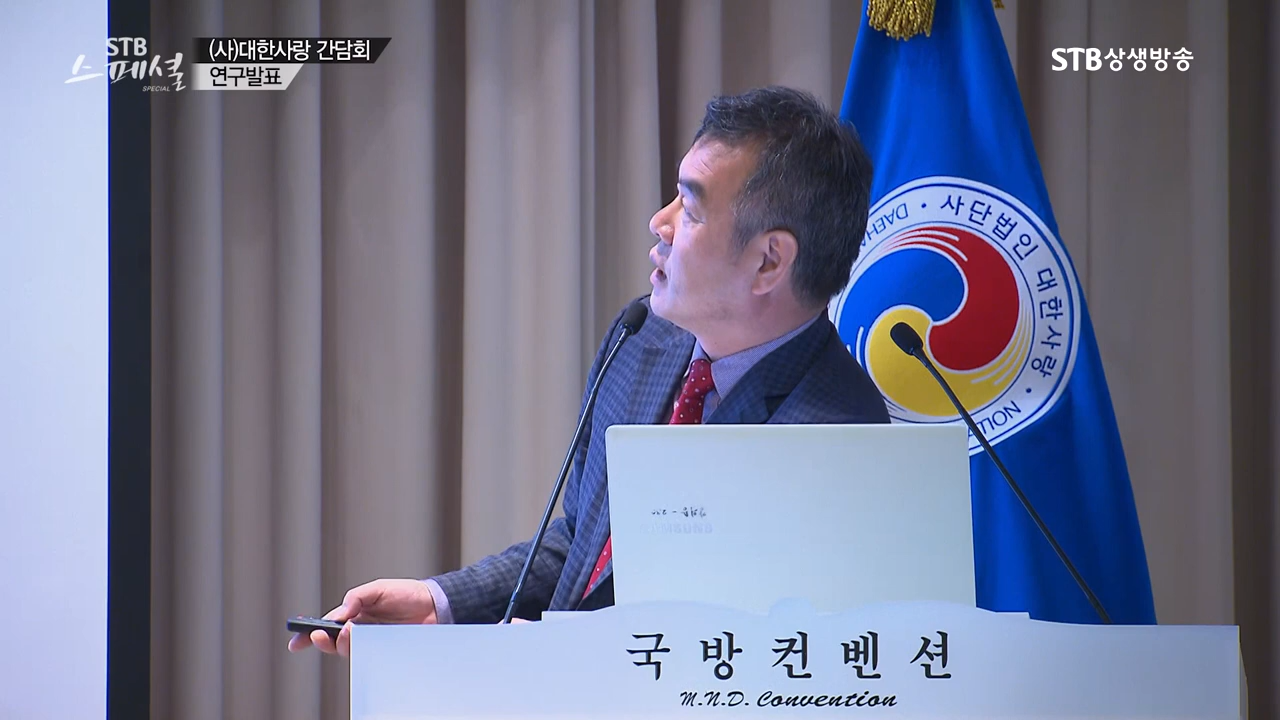 STB
스페셜
SPECIAL
(사)대한사랑 간담회
연구발표
STB상생방송
사단법인 대한사랑
국방컨벤션
M.N.D. Convention